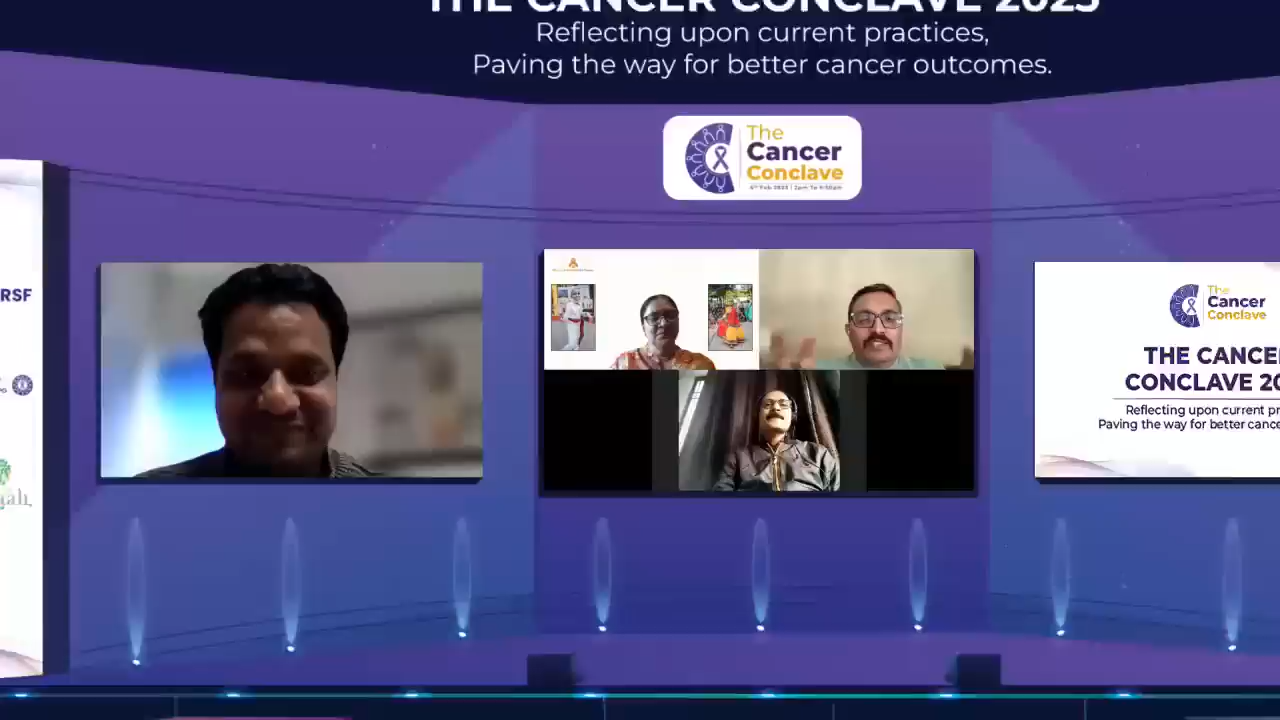 THE CANCER CONCLAVE 2023
Reflecting upon current practices,
Paving the way for better cancer outcomes.
The
Cancer
Conclave
RSF
The
Cancer
Conclave
THE CANCE
CONCLAVE 20
Reflecting upon current pr
Paving the way for better cance